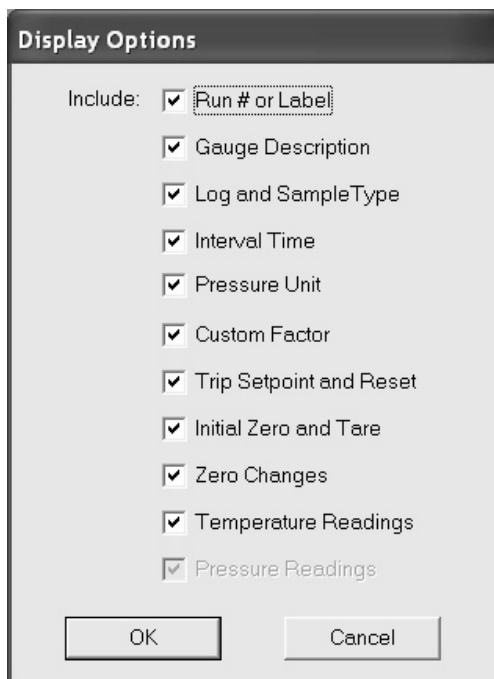 Display Options
Include: Run # or Label
Gauge Description
Log and SampleType
Interval Time
Pressure Unit
Custom Factor
Trip Setpoint and Reset
Initial Zero and Tare
Zero Changes
Temperature Readings
Pressure Readings
OK Cancel